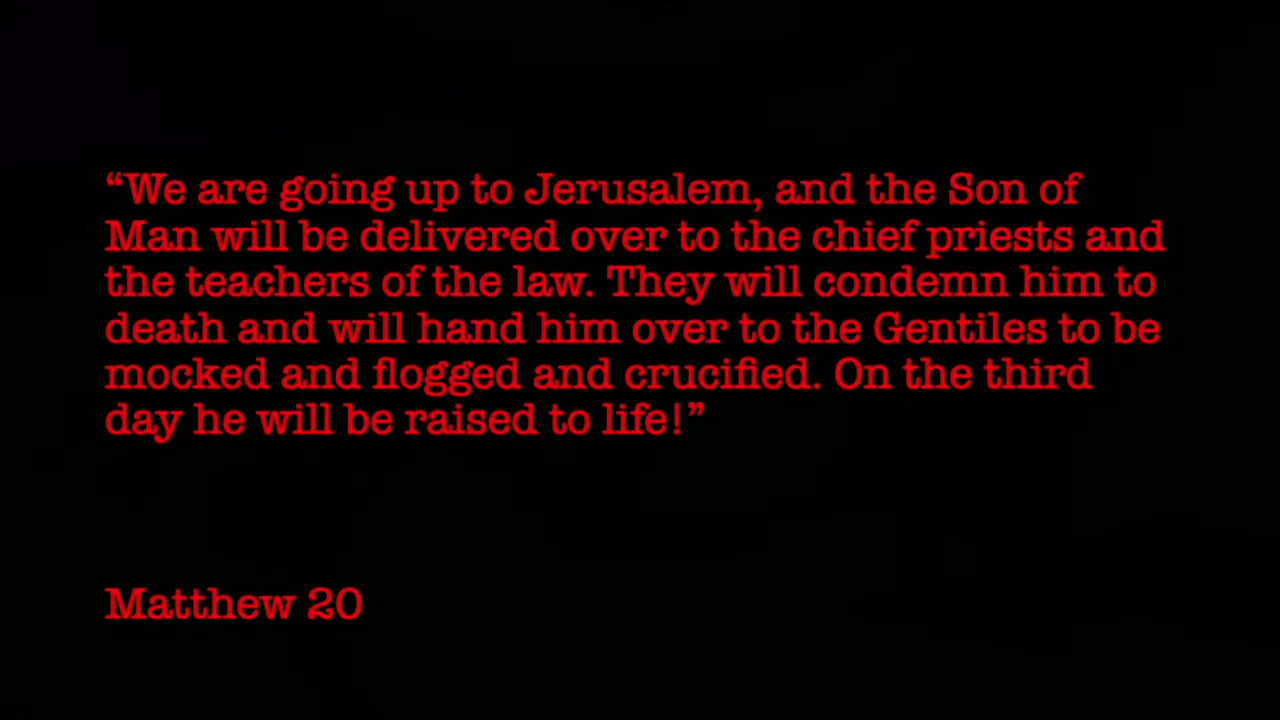 “We are going up to Jerusalem, and the Son of
Man will be delivered over to the chief priests and
the teachers of the law. They will condemn him to
death and will hand him over to the Gentiles to be
mocked and flogged and crucified. On the third
day he will be raised to life!”
Matthew 20